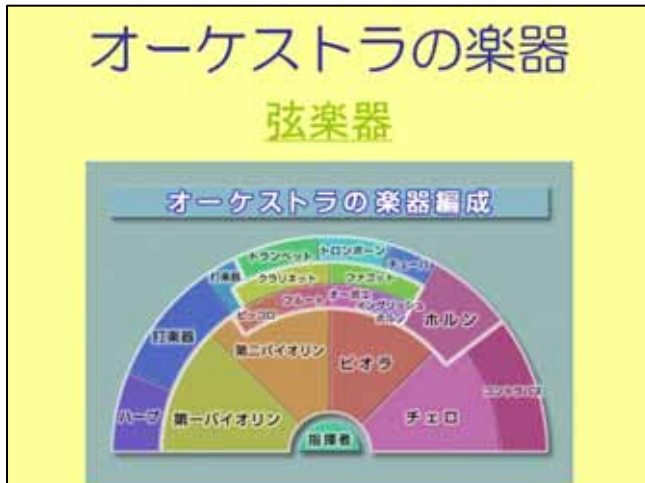 オーケストラの楽器
弦楽器
オーケストラの楽器編成
トランペット
トロンボーン
チューバ
打楽器
クラリネット
ファゴット
ピッコロ
フルート
オーボエ
イングリッシュ
ホルン
ホルン
打楽器
第二バイオリン
ビオラ
ハープ
第一バイオリン
チェロ
コントラバス
指揮者